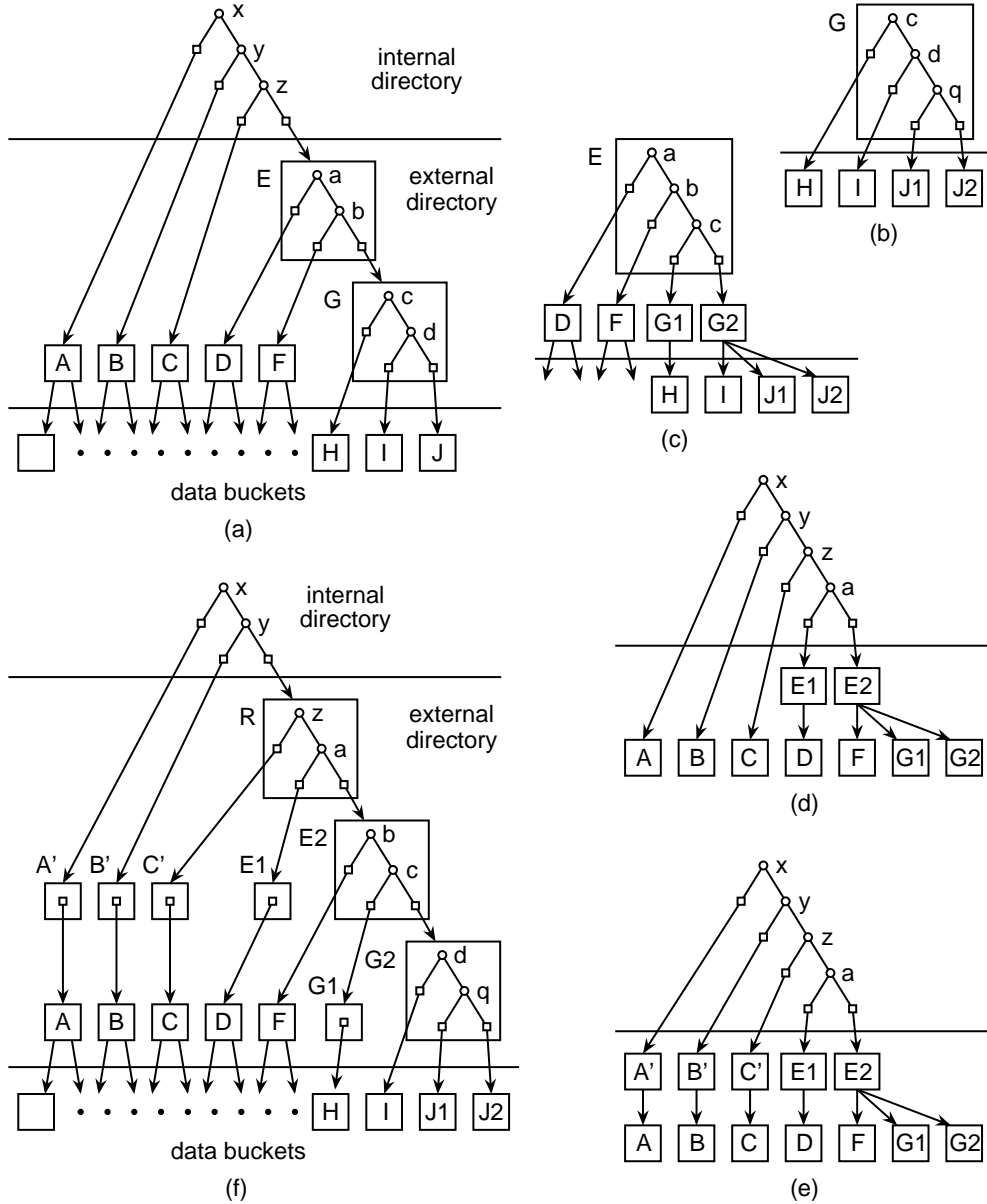 x
y
z
internal
directory
E
a
b
external
directory
G
c
d
A
B
C
D
F
H
I
J
data buckets
(a)
G
c
d
q
H
I
J1
J2
(b)
E
a
b
c
D
F
G1
G2
H
I
J1
J2
(c)
x
y
z
a
E1
E2
A
B
C
D
F
G1
G2
(d)
x
y
z
a
A’
B’
C’
E1
E2
A
B
C
D
F
G1
G2
(e)
x
y
internal
directory
R
z
a
external
directory
E2
b
c
A’
B’
C’
E1
G2
d
q
G1
A
B
C
D
F
H
I
J1
J2
data buckets
(f)